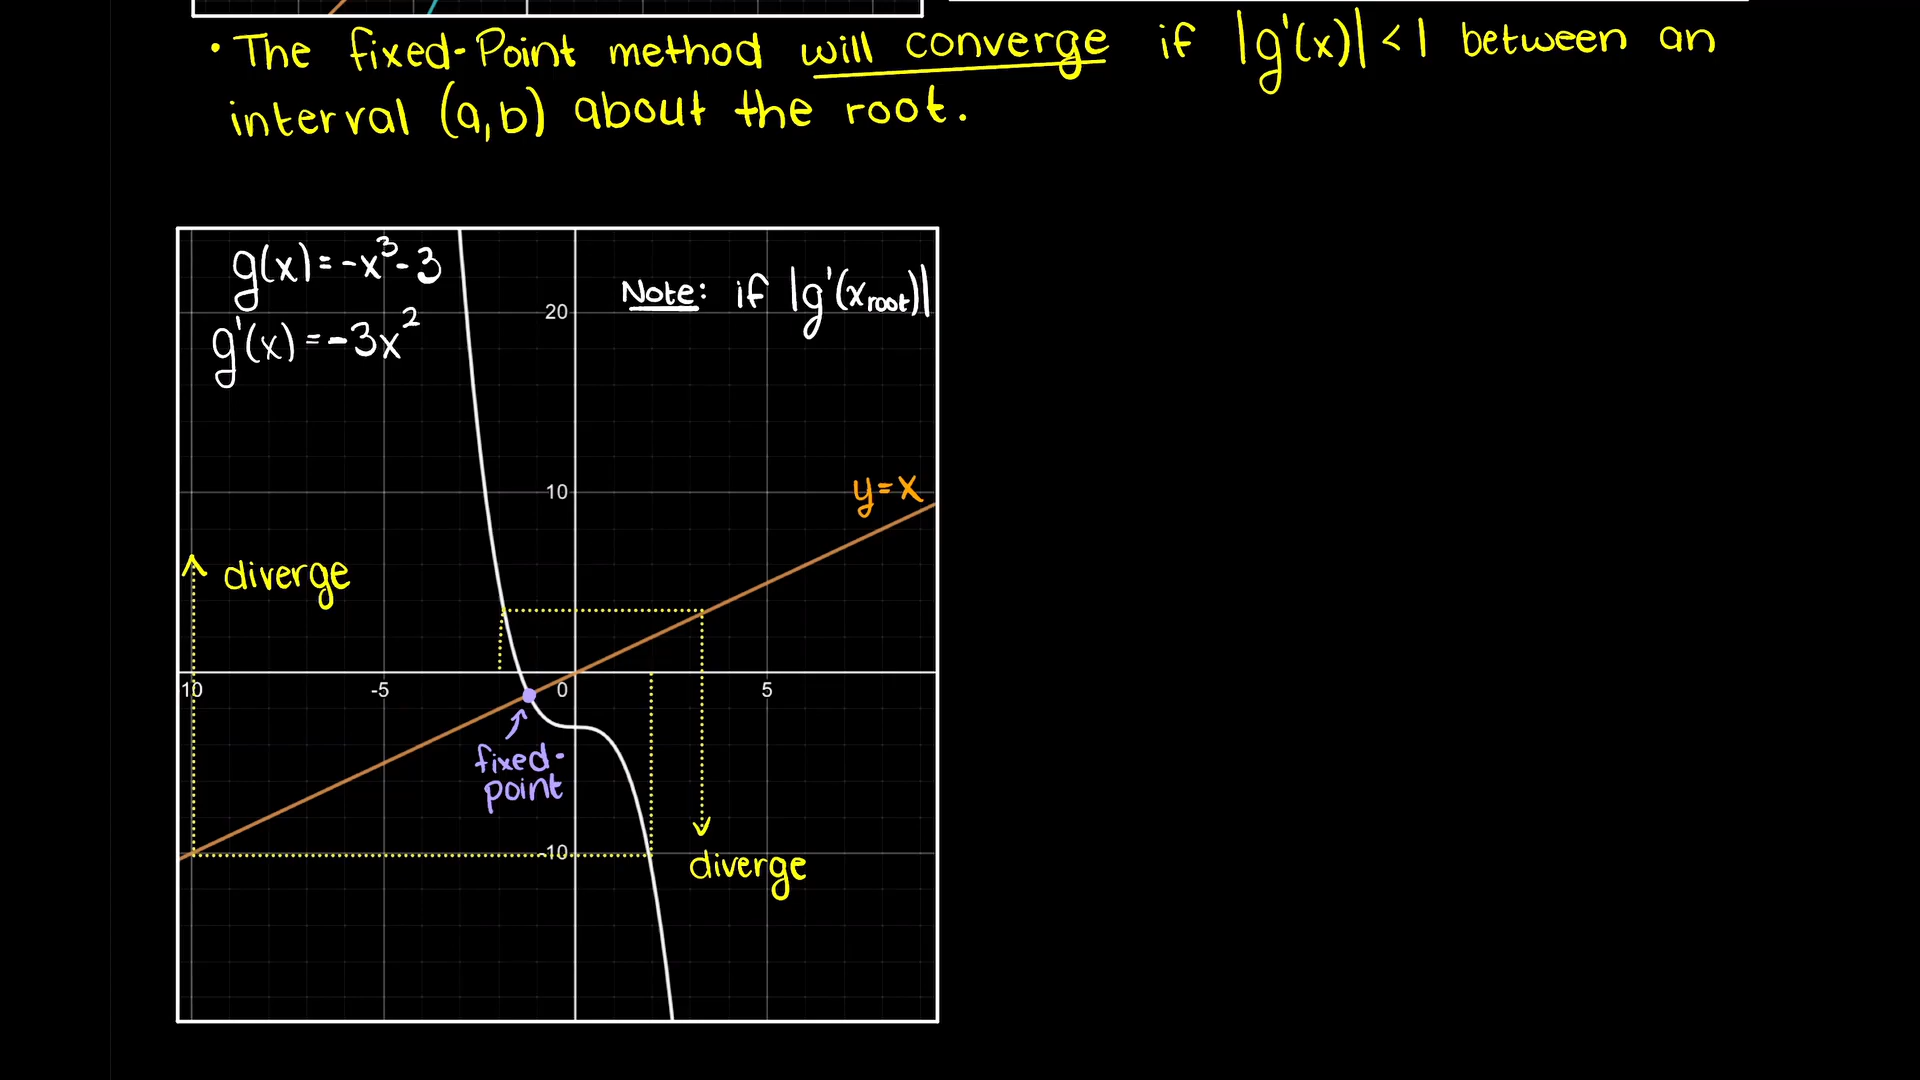 • The fixed-Point method will converge if |g'(x)| < 1 between an
interval (a,b) about the root.
g(x)=-x³-3
g'(x)=-3x²
Note: if |g'(x_root)|
20
10
y=x
diverge
10
-5
0
5
fixed-
point
-10
diverge